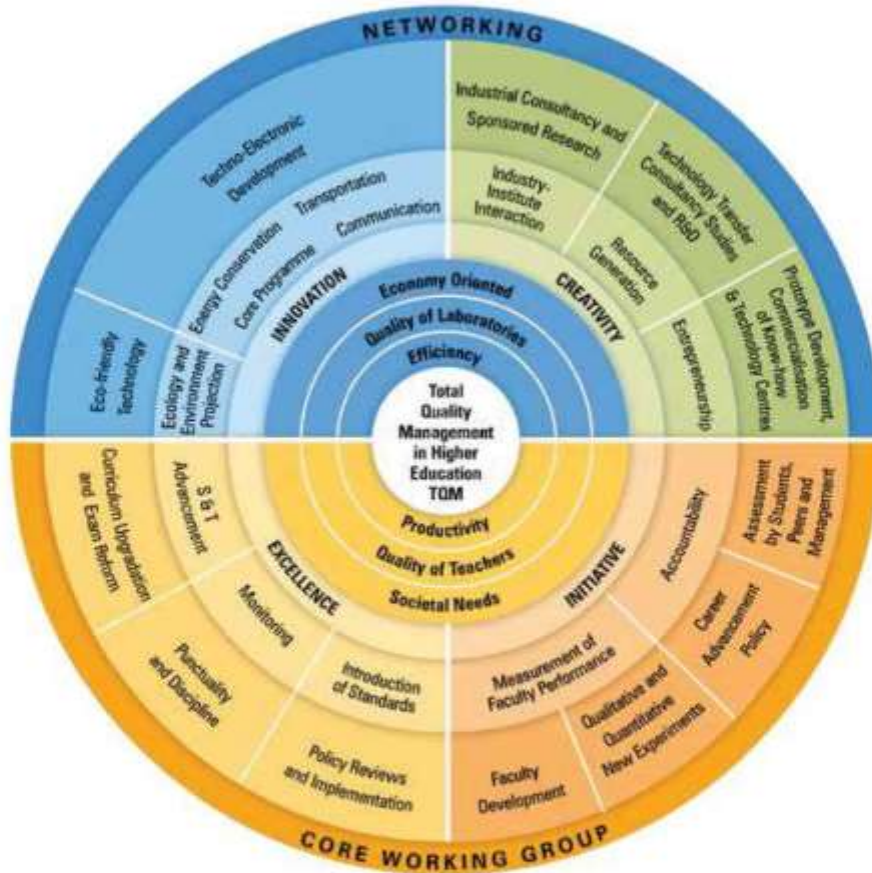 NETWORKING
Techno-Electronic
Development
Industrial Consultancy and
Sponsored Research
Technology Transfer
Consultancy Studies
and R&D
Prototype Development,
Commercialisation
of Know-how
& Technology Centres
Eco-friendly
Technology
Transportation
Communication
Energy Conservation
Core Programme
Ecology and
Environment
Projection
Industry-
Institute
Interaction
Resource
Generation
Entrepreneurship
INNOVATION
CREATIVITY
Economy Oriented
Quality of Laboratories
Efficiency
Total
Quality
Management
in Higher
Education
TQM
Productivity
Quality of Teachers
Societal Needs
EXCELLENCE
INITIATIVE
S & T
Advancement
Monitoring
Introduction
of Standards
Measurement of
Faculty Performance
Accountability
Curriculum Upgradation
and Exam Reform
Punctuality
and Discipline
Policy Reviews
and Implementation
Faculty
Development
Qualitative and
Quantitative
New Experiments
Career
Advancement
Policy
Assessment
by Students,
Peers and
Management
CORE WORKING GROUP